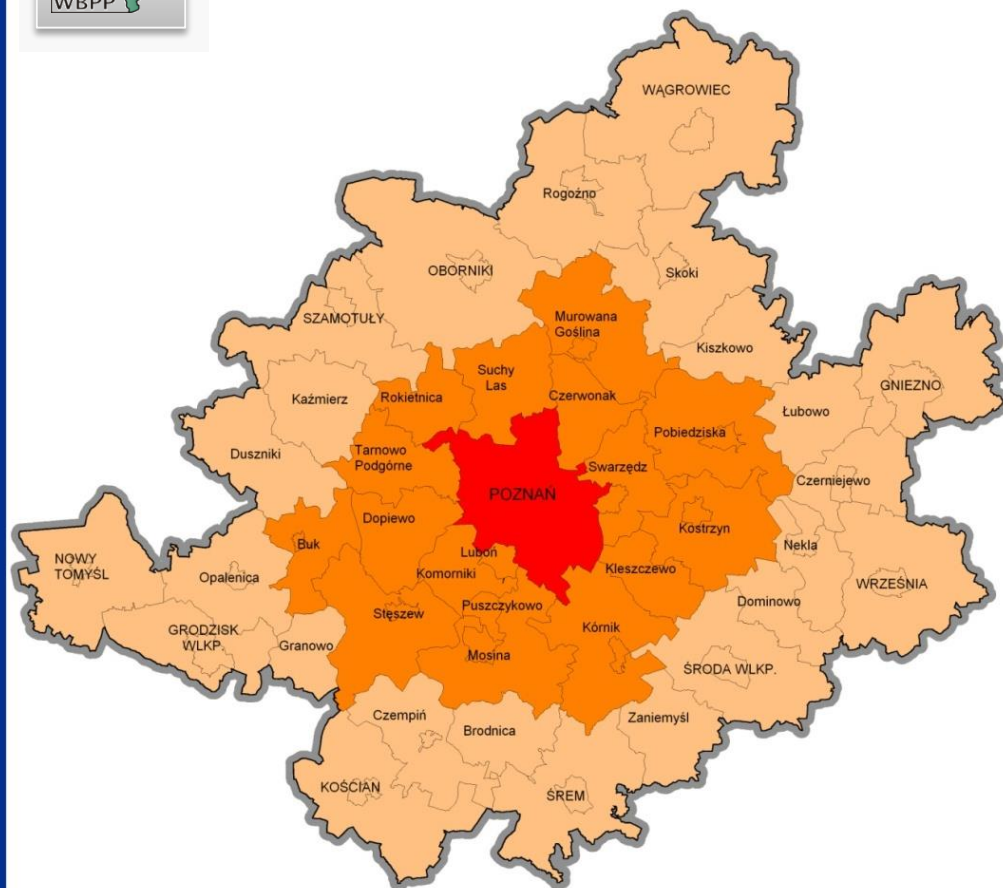 WBPP
WĄGROWIEC
Rogoźno
OBORNIKI
Skoki
SZAMOTUŁY
Murowana
Goślina
Kiszkowo
Suchy
Las
GNIEZNO
Kaźmierz
Rokietnica
Czerwonak
Łubowo
Duszniki
Tarnowo
Podgórne
Pobiedziska
Swarzędz
Czerniejewo
POZNAŃ
Dopiewo
Kostrzyn
Buk
Nekla
NOWY
TOMYŚL
Opalenica
Luboń
Komorniki
Kleszczewo
WRZEŚNIA
Stęszew
Puszczykowo
Dominowo
GRODZISK
WLKP.
Granowo
Kórnik
Mosina
ŚRODA WLKP.
Czempiń
Brodnica
Zaniemyśl
KOŚCIAN
ŚREM